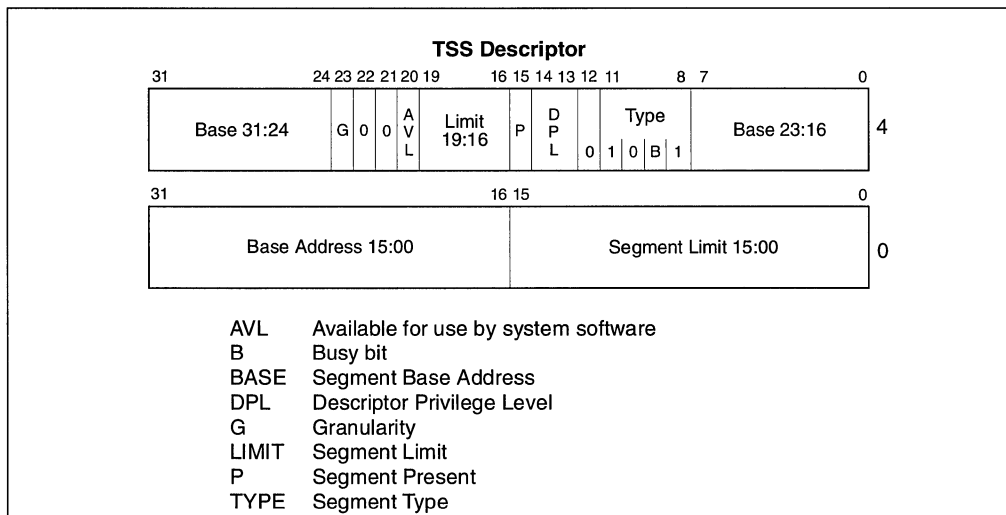 TSS Descriptor
31 24 23 22 21 20 19 16 15 14 13 12 11 8 7 0
Base 31:24 G 0 0 AVL Limit 19:16 P DPL 0 Type 1 0 B 1 Base 23:16 4
31 16 15 0
Base Address 15:00 Segment Limit 15:00 0
AVL Available for use by system software
B Busy bit
BASE Segment Base Address
DPL Descriptor Privilege Level
G Granularity
LIMIT Segment Limit
P Segment Present
TYPE Segment Type